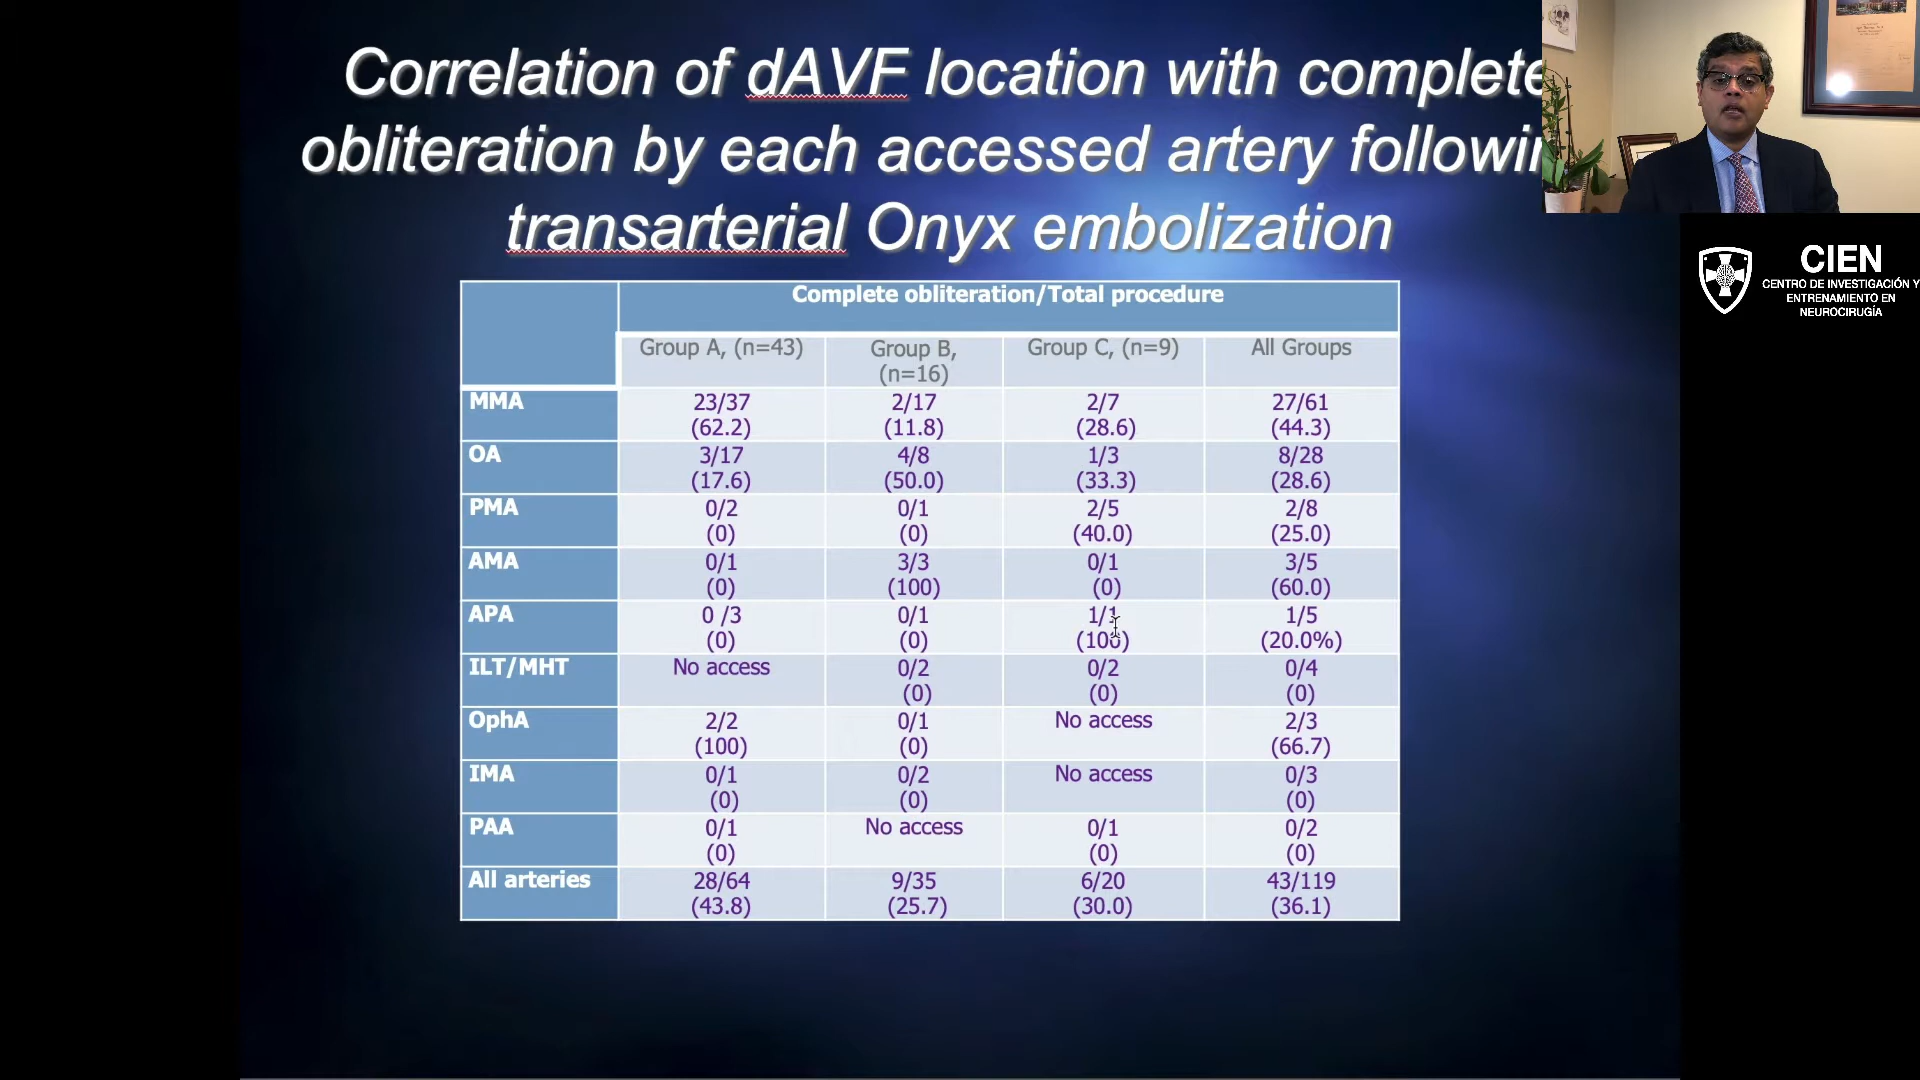 Correlation of dAVF location with complete
obliteration by each accessed artery
transarterial Onyx embolization
CIEN
CENTRO DE INVESTIGACIÓN Y
ENTRENAMIENTO EN
NEUROCIRUGÍA
Complete obliteration/Total procedure
Group A, (n=43) Group B, (n=16) Group C, (n=9) All Groups
MMA 23/37 2/17 2/7 27/61
(62.2) (11.8) (28.6) (44.3)
OA 3/17 4/8 1/3 8/28
(17.6) (50.0) (33.3) (28.6)
PMA 0/2 0/1 2/5 2/8
(0) (0) (40.0) (25.0)
AMA 0/1 3/3 0/1 3/5
(0) (100) (0) (60.0)
APA 0 /3 0/1 1/1 1/5
(0) (0) (100) (20.0%)
ILT/MHT No access 0/2 0/2 0/4
(0) (0) (0)
OphA 2/2 0/1 No access 2/3
(100) (0) (66.7)
IMA 0/1 0/2 No access 0/3
(0) (0) (0)
PAA 0/1 No access 0/1 0/2
(0) (0) (0)
All arteries 28/64 9/35 6/20 43/119
(43.8) (25.7) (30.0) (36.1)